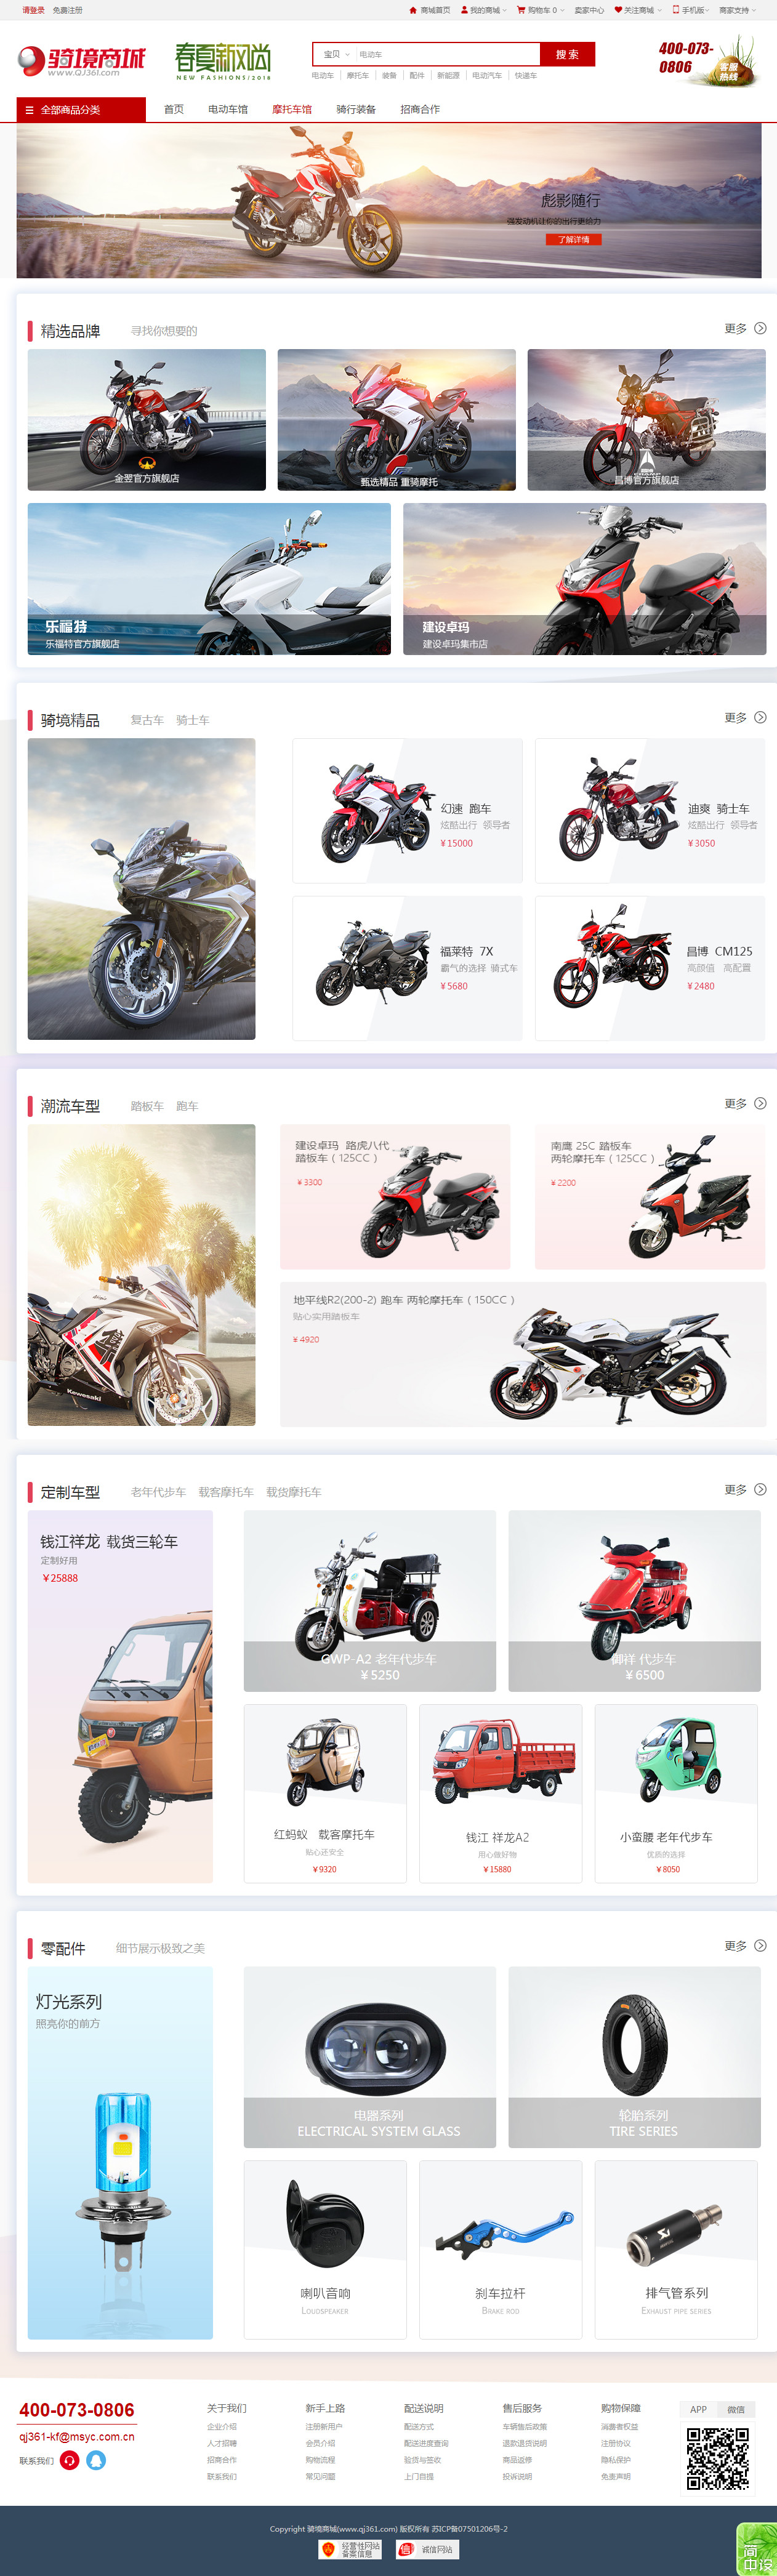 请登录 免费注册
商城首页 我的商城 购物车 0 卖家中心 关注商城 手机版 商家支持
骑境商城
WWW.QJ361.COM
春夏新风尚
NEW FASHIONS/2018
宝贝 电动车 搜 索
电动车 摩托车 装备 配件 新能源 电动汽车 快递车
400-073-
0806
客服
热线
全部商品分类 首页 电动车馆 摩托车馆 骑行装备 招商合作
彪影随行
强发动机让你的出行更给力
了解详情
精选品牌 寻找你想要的 更多
金翌官方旗舰店
甄选精品 重骑摩托
昌博官方旗舰店
乐福特
乐福特官方旗舰店
建设卓玛
建设卓玛集市店
骑境精品 复古车 骑士车 更多
幻速 跑车
炫酷出行 领导者
¥15000
迪爽 骑士车
炫酷出行 领导者
¥3050
福莱特 7X
霸气的选择 骑式车
¥5680
昌博 CM125
高颜值 高配置
¥2480
潮流车型 踏板车 跑车 更多
Kawesaki
建设卓玛 路虎八代
踏板车（125CC）
¥ 3300
南鹰 25C 踏板车
两轮摩托车（125CC）
¥ 2200
地平线R2(200-2) 跑车 两轮摩托车（150CC）
贴心实用踏板车
¥ 4920
定制车型 老年代步车 载客摩托车 载货摩托车 更多
钱江祥龙 载货三轮车
定制好用
¥25888
GWP-A2 老年代步车
¥5250
御祥 代步车
¥6500
红蚂蚁 载客摩托车
贴心还安全
¥9320
钱江 祥龙A2
用心做好物
¥15880
小蛮腰 老年代步车
优质的选择
¥8050
零配件 细节展示极致之美 更多
灯光系列
照亮你的前方
电器系列
ELECTRICAL SYSTEM GLASS
轮胎系列
TIRE SERIES
喇叭音响
LOUDSPEAKER
刹车拉杆
BRAKE ROD
排气管系列
EXHAUST PIPE SERIES
400-073-0806
qj361-kf@msyc.com.cn
联系我们
关于我们
企业介绍
人才招聘
招商合作
联系我们
新手上路
注册新用户
会员介绍
购物流程
常见问题
配送说明
配送方式
配送进度查询
验货与签收
上门自提
售后服务
车辆售后政策
退款退货说明
商品返修
投诉说明
购物保障
消费者权益
注册协议
隐私保护
免责声明
APP 微信
Copyright 骑境商城(www.qj361.com) 版权所有 苏ICP备07501206号-2
经营性网站
备案信息
信 诚信网站